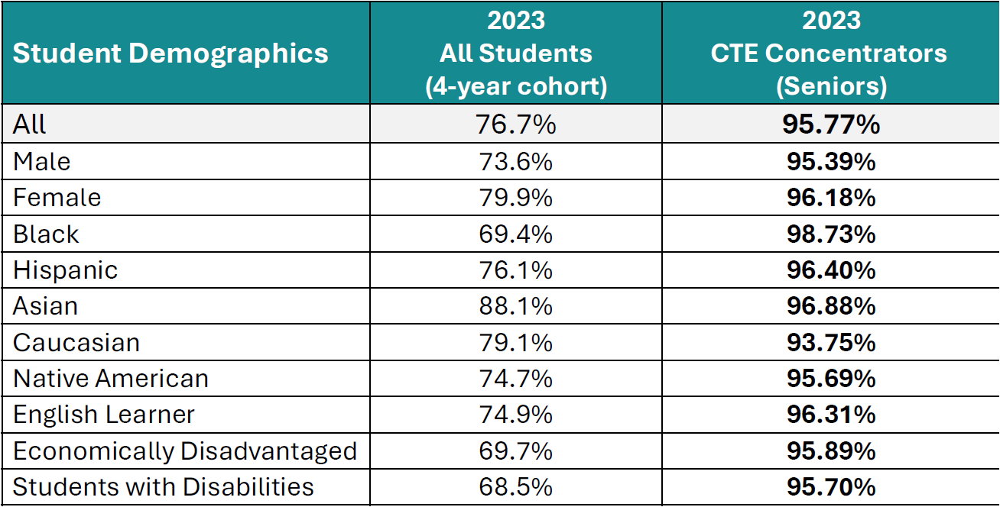 Student Demographics 2023 2023
All Students CTE Concentrators
(4-year cohort) (Seniors)
All 76.7% 95.77%
Male 73.6% 95.39%
Female 79.9% 96.18%
Black 69.4% 98.73%
Hispanic 76.1% 96.40%
Asian 88.1% 96.88%
Caucasian 79.1% 93.75%
Native American 74.7% 95.69%
English Learner 74.9% 96.31%
Economically Disadvantaged 69.7% 95.89%
Students with Disabilities 68.5% 95.70%